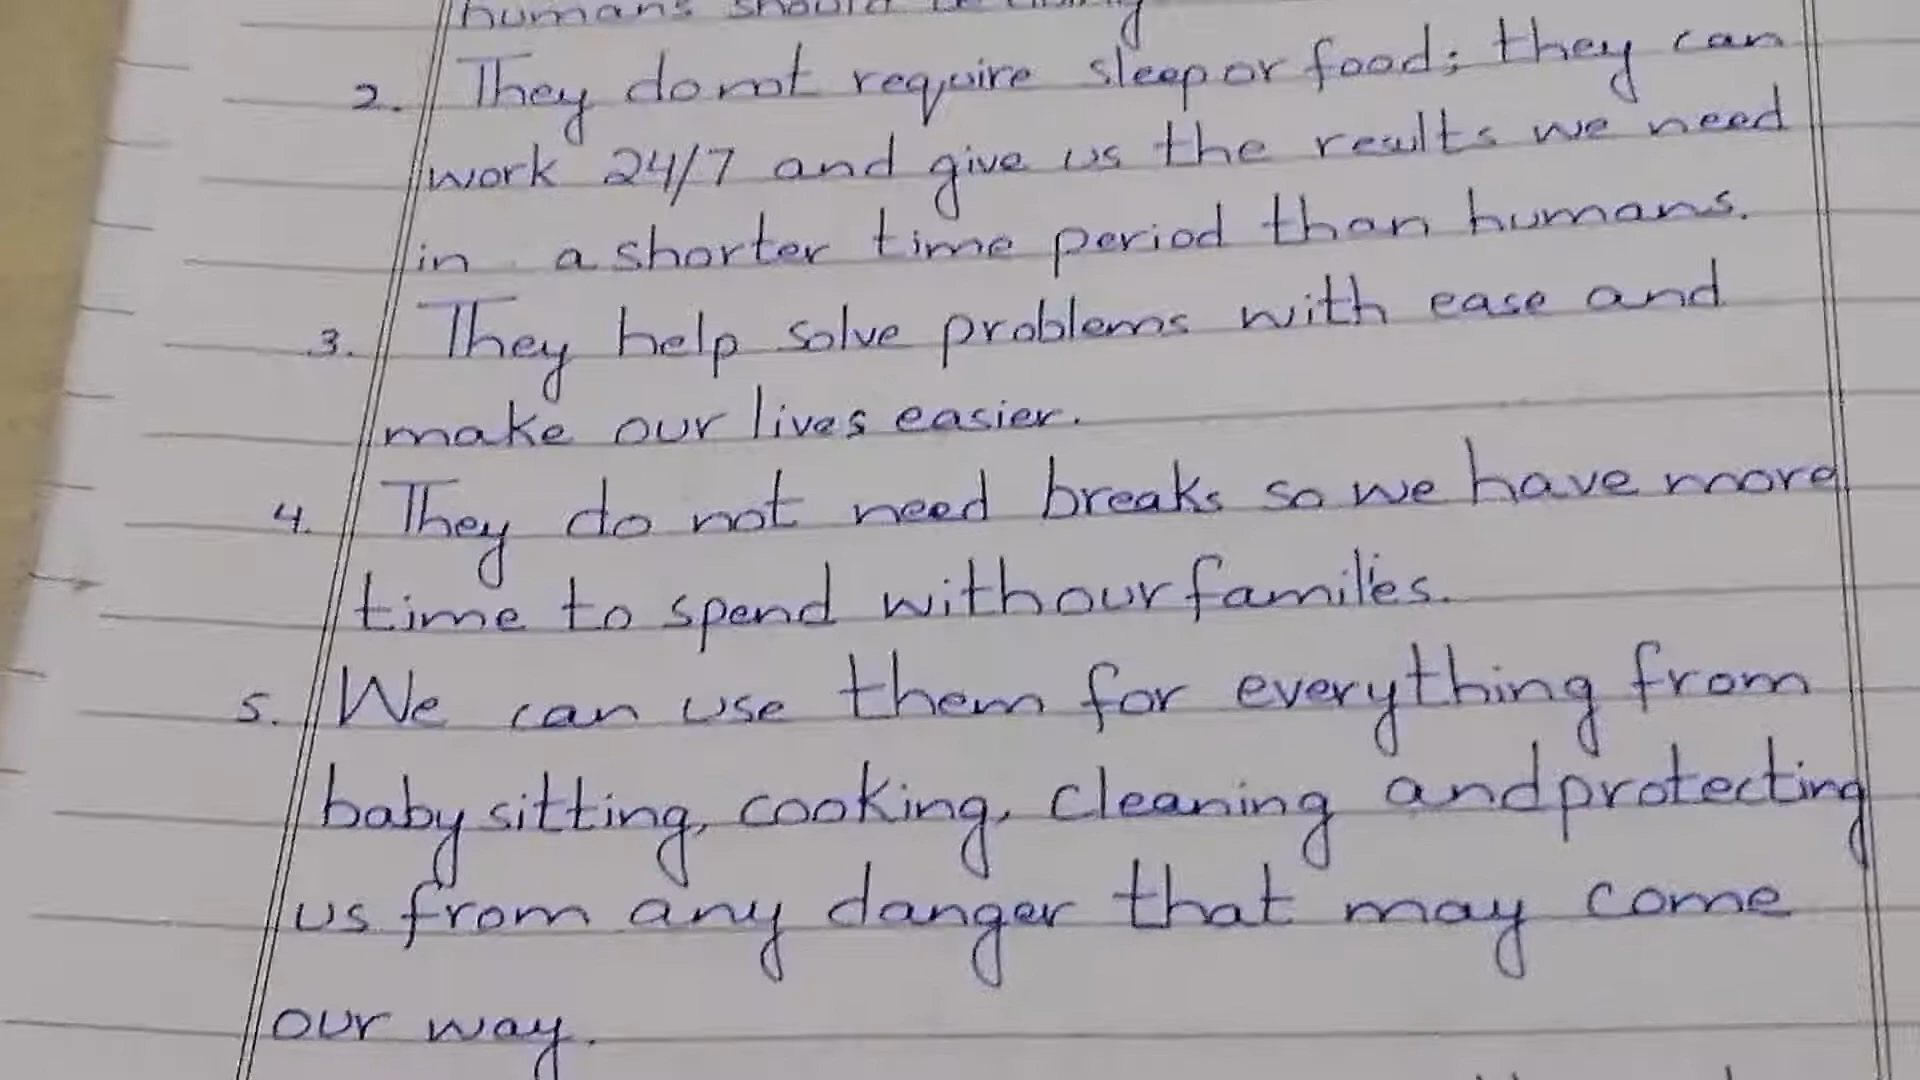 humans should
2. They do not require sleep or food; they can
work 24/7 and give us the reults we need
in a shorter time period than humans.
3. They help solve problems with ease and
make our lives easier.
4. They do not need breaks so we have more
time to spend with our familes.
5. We can use them for everything from
baby sitting, cooking, cleaning and protecting
us from any danger that may come
our way.